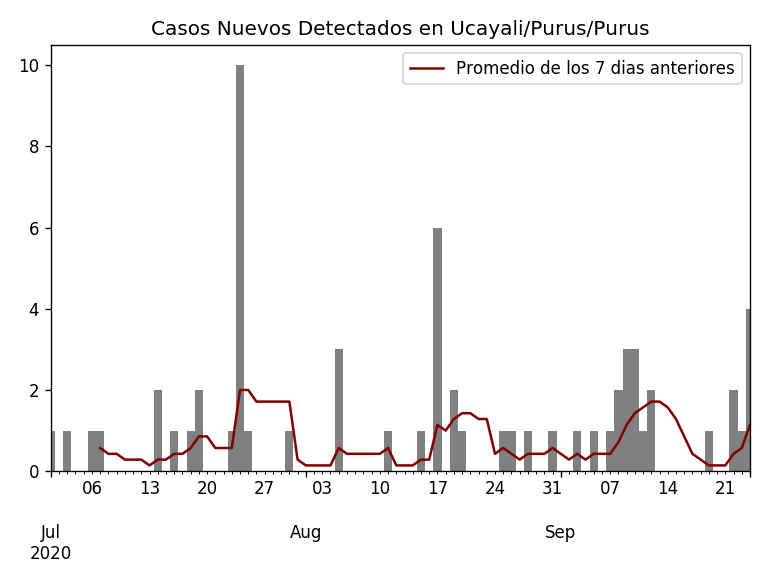 Casos Nuevos Detectados en Ucayali/Purus/Purus
Promedio de los 7 dias anteriores
10
8
6
4
2
0
06 13 20 27 03 10 17 24 31 07 14 21
Jul Aug Sep
2020